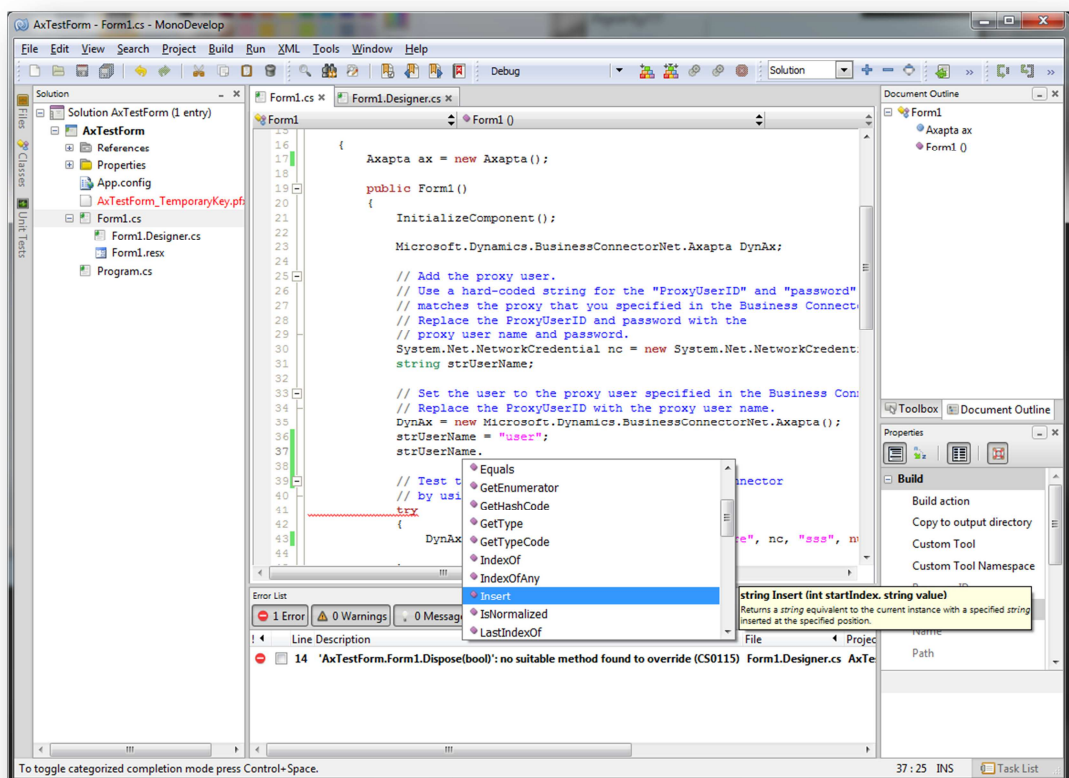 AxTestForm - Form1.cs - MonoDevelop
File Edit View Search Project Build Run XML Tools Window Help
Debug
Solution
Solution
Files
Classes
Unit Tests
Solution AxTestForm (1 entry)
AxTestForm
References
Properties
App.config
AxTestForm_TemporaryKey.pf
Form1.cs
Form1.Designer.cs
Form1.resx
Program.cs
Form1.cs Form1.Designer.cs
Form1 Form1 ()
15
16 {
17 Axapta ax = new Axapta();
18
19 public Form1()
20 {
21 InitializeComponent();
22
23 Microsoft.Dynamics.BusinessConnectorNet.Axapta DynAx;
24
25 // Add the proxy user.
26 // Use a hard-coded string for the "ProxyUserID" and "password"
27 // matches the proxy that you specified in the Business Connecto
28 // Replace the ProxyUserID and password with the
29 // proxy user name and password.
30 System.Net.NetworkCredential nc = new System.Net.NetworkCredent
31 string strUserName;
32
33 // Set the user to the proxy user specified in the Business Con
34 // Replace the ProxyUserID with the proxy user name.
35 DynAx = new Microsoft.Dynamics.BusinessConnectorNet.Axapta();
36 strUserName = "user";
37 strUserName.
38
39 // Test t nnector
40 // by usi
41 try
42 {
43 DynAx e", nc, "sss", n
44
Equals
GetEnumerator
GetHashCode
GetType
GetTypeCode
IndexOf
IndexOfAny
Insert
IsNormalized
LastIndexOf
string Insert (int startIndex, string value)
Returns a string equivalent to the current instance with a specified string
inserted at the specified position.
Document Outline
Form1
Axapta ax
Form1 ()
Toolbox Document Outline
Properties
Build
Build action
Copy to output directory
Custom Tool
Custom Tool Namespace
Name
Path
Error List
1 Error 0 Warnings 0 Messag
! Line Description File Projec
14 'AxTestForm.Form1.Dispose(bool)': no suitable method found to override (CS0115) Form1.Designer.cs AxTe
To toggle categorized completion mode press Control+Space.
37 : 25 INS Task List